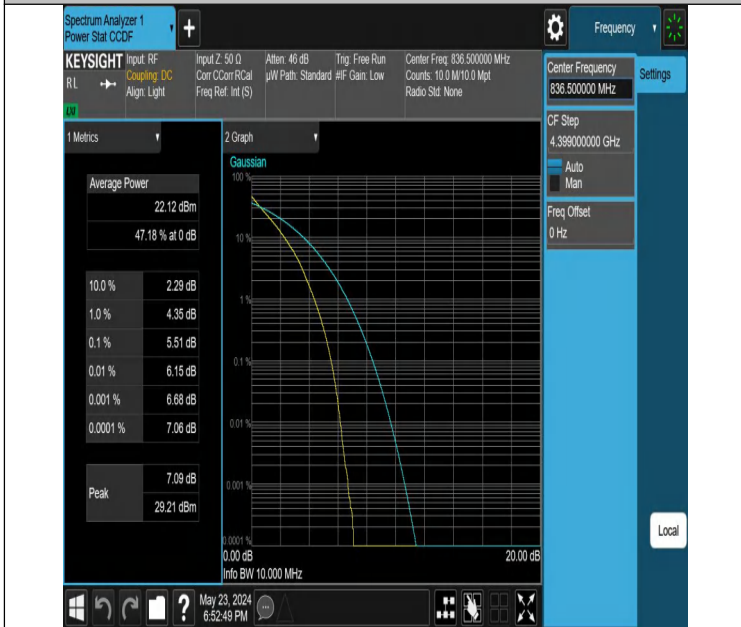 Spectrum Analyzer 1
Power Stat CCDF
+
Frequency
KEYSIGHT
RL
Input: RF
Coupling: DC
Align: Light
Input Z: 50 Ω
Corr CCorr RCal
Freq Ref: Int (S)
Atten: 46 dB
µW Path: Standard
Trig: Free Run
#IF Gain: Low
Center Freq: 836.500000 MHz
Counts: 10.0 M/10.0 Mpt
Radio Std: None
Center Frequency
836.500000 MHz
Settings
CF Step
4.399000000 GHz
Auto
Man
Freq Offset
0 Hz
1 Metrics
Average Power
22.12 dBm
47.18 % at 0 dB
10.0 % 2.29 dB
1.0 % 4.35 dB
0.1 % 5.51 dB
0.01 % 6.15 dB
0.001 % 6.68 dB
0.0001 % 7.06 dB
Peak
7.09 dB
29.21 dBm
2 Graph
Gaussian
100 %
10 %
1 %
0.1 %
0.01 %
0.001 %
0.0001 %
0.00 dB
20.00 dB
Info BW 10.000 MHz
Local
?
May 23, 2024
6:52:49 PM